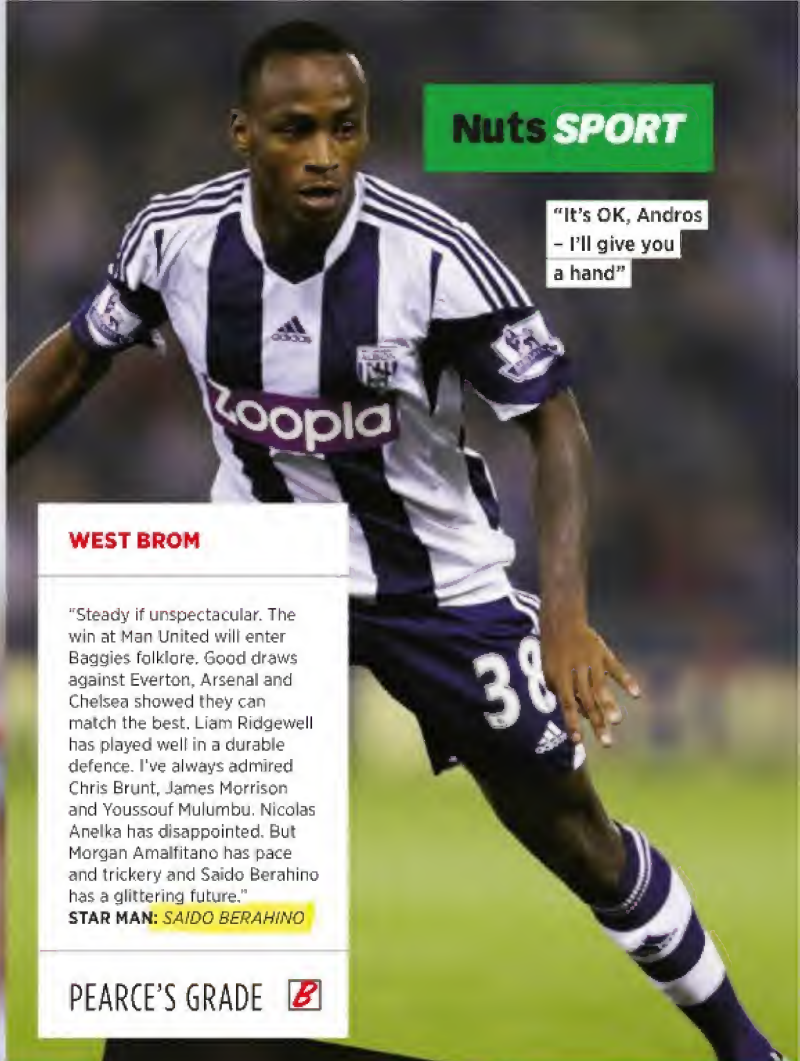 Nuts SPORT
"It's OK, Andros
– I'll give you
a hand"
adidas
ALBION
zoopla
38
WEST BROM
"Steady if unspectacular. The
win at Man United will enter
Baggies folklore. Good draws
against Everton, Arsenal and
Chelsea showed they can
match the best. Liam Ridgewell
has played well in a durable
defence. I've always admired
Chris Brunt, James Morrison
and Youssouf Mulumbu. Nicolas
Anelka has disappointed. But
Morgan Amalfitano has pace
and trickery and Saido Berahino
has a glittering future."
STAR MAN: SAIDO BERAHINO
PEARCE'S GRADE B